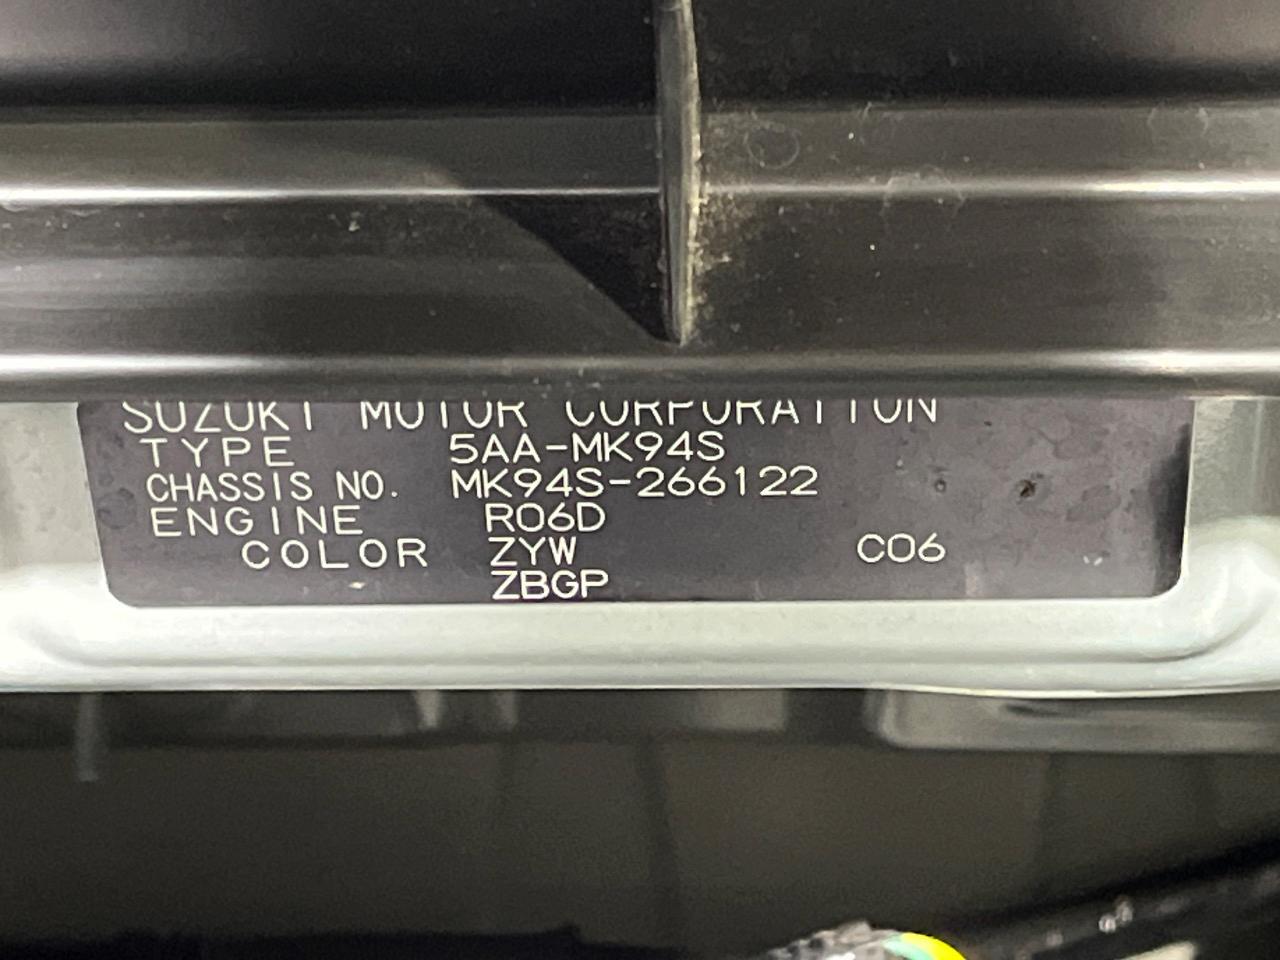 SUZUKI MOTOR CORPORATION
TYPE 5AA-MK94S
CHASSIS NO. MK94S-266122
ENGINE R06D
COLOR ZYW C06
ZBGP